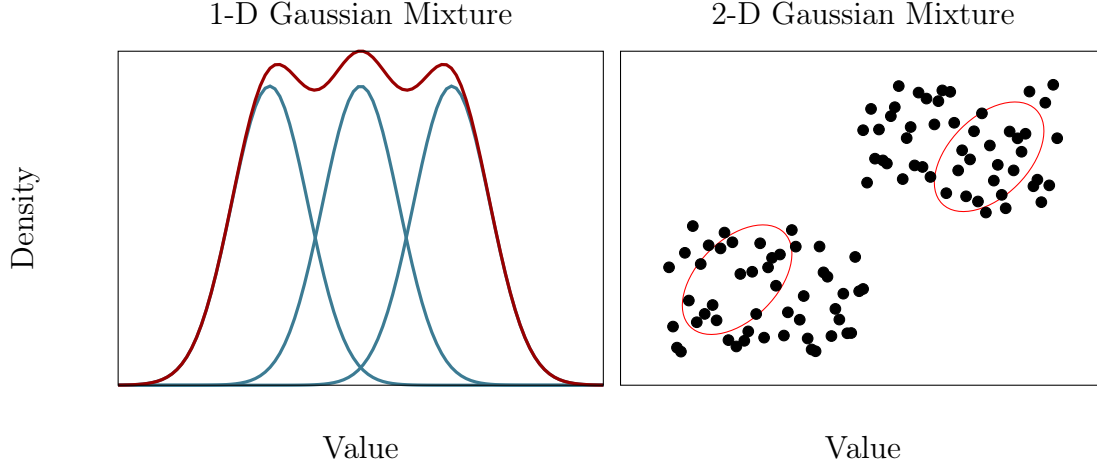 1-D Gaussian Mixture
2-D Gaussian Mixture
Density
Value
Value